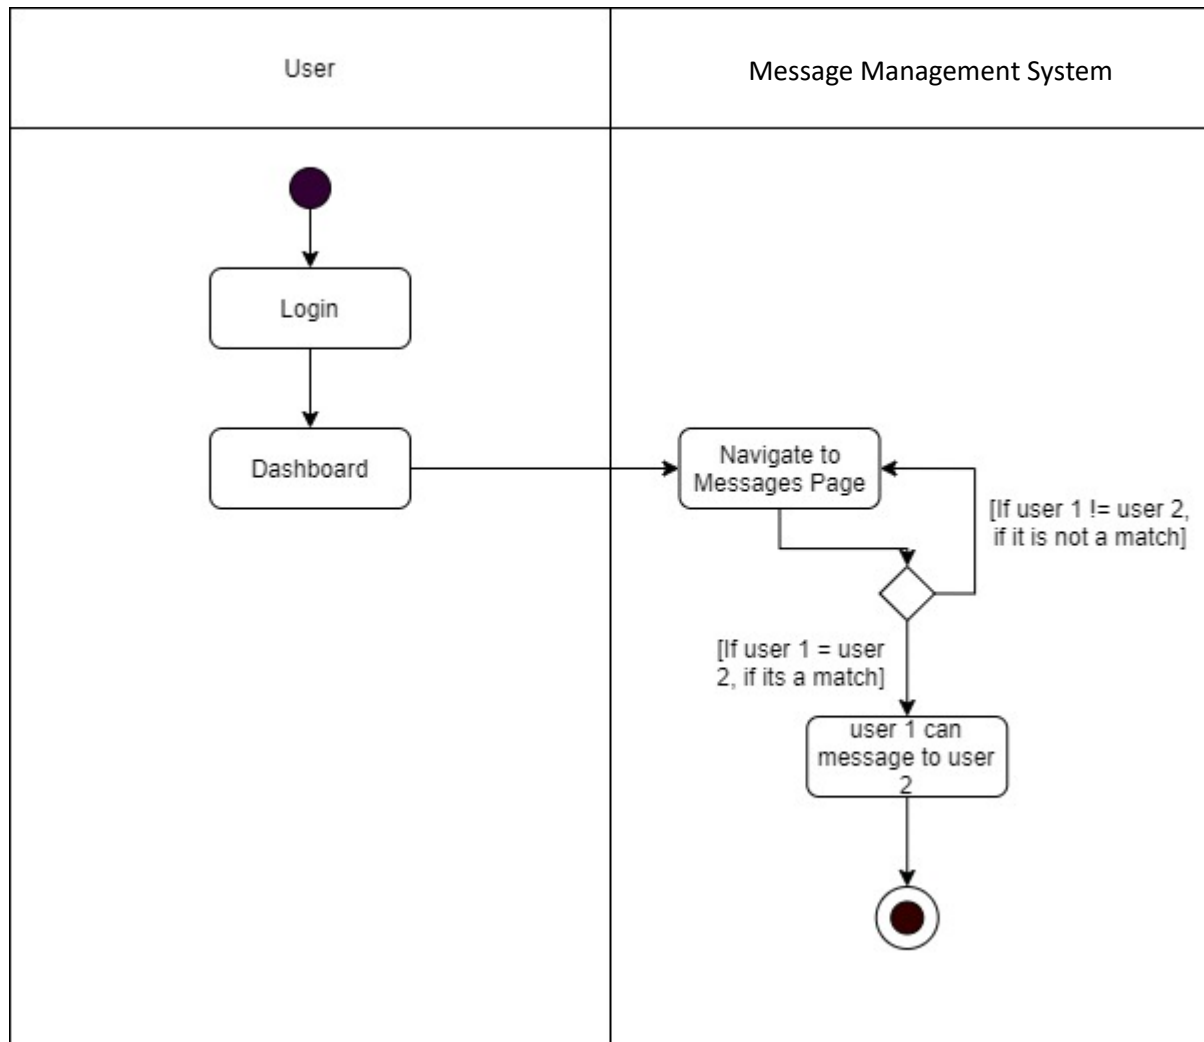 User
Message Management System
Login
Dashboard
Navigate to
Messages Page
[If user 1 != user 2,
if it is not a match]
[If user 1 = user
2, if its a match]
user 1 can
message to user
2